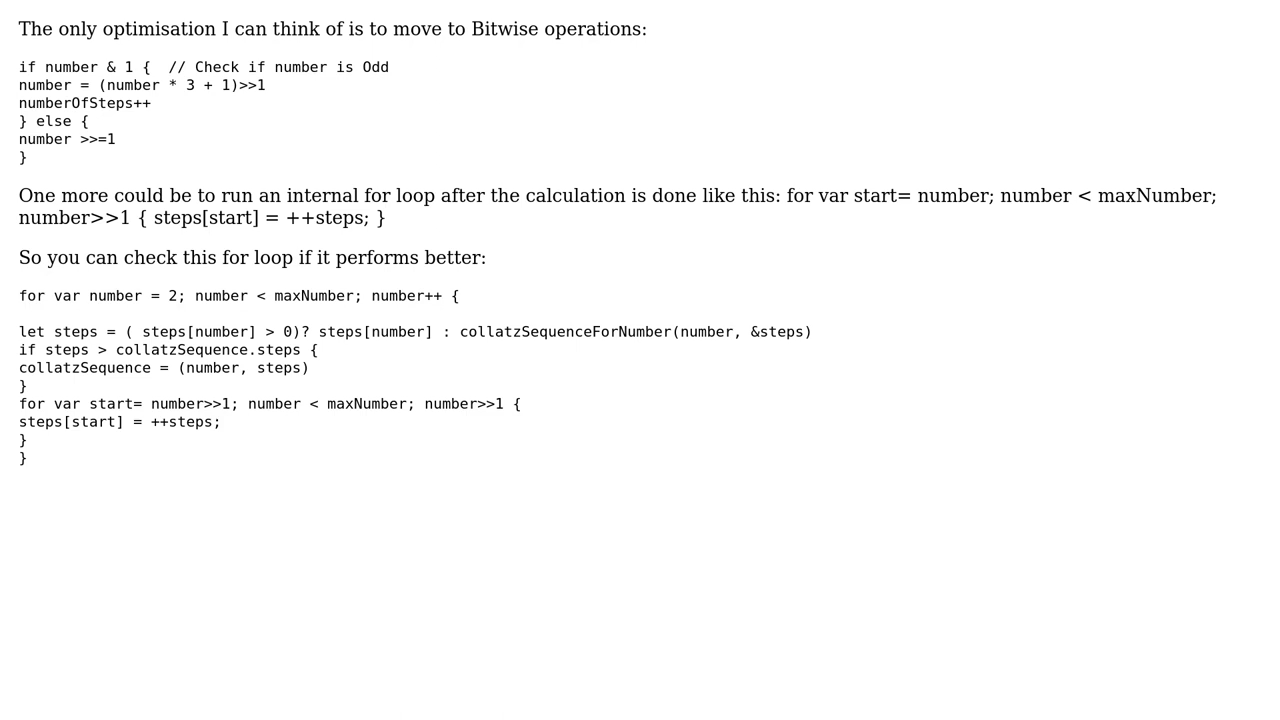 The only optimisation I can think of is to move to Bitwise operations:
if number & 1 {  // Check if number is Odd
number = (number * 3 + 1)>>1
numberOfSteps++
} else {
number >>=1
}
One more could be to run an internal for loop after the calculation is done like this: for var start= number; number < maxNumber;
number>>1 { steps[start] = ++steps; }
So you can check this for loop if it performs better:
for var number = 2; number < maxNumber; number++ {
let steps = ( steps[number] > 0)? steps[number] : collatzSequenceForNumber(number, &steps)
if steps > collatzSequence.steps {
collatzSequence = (number, steps)
}
for var start= number>>1; number < maxNumber; number>>1 {
steps[start] = ++steps;
}
}